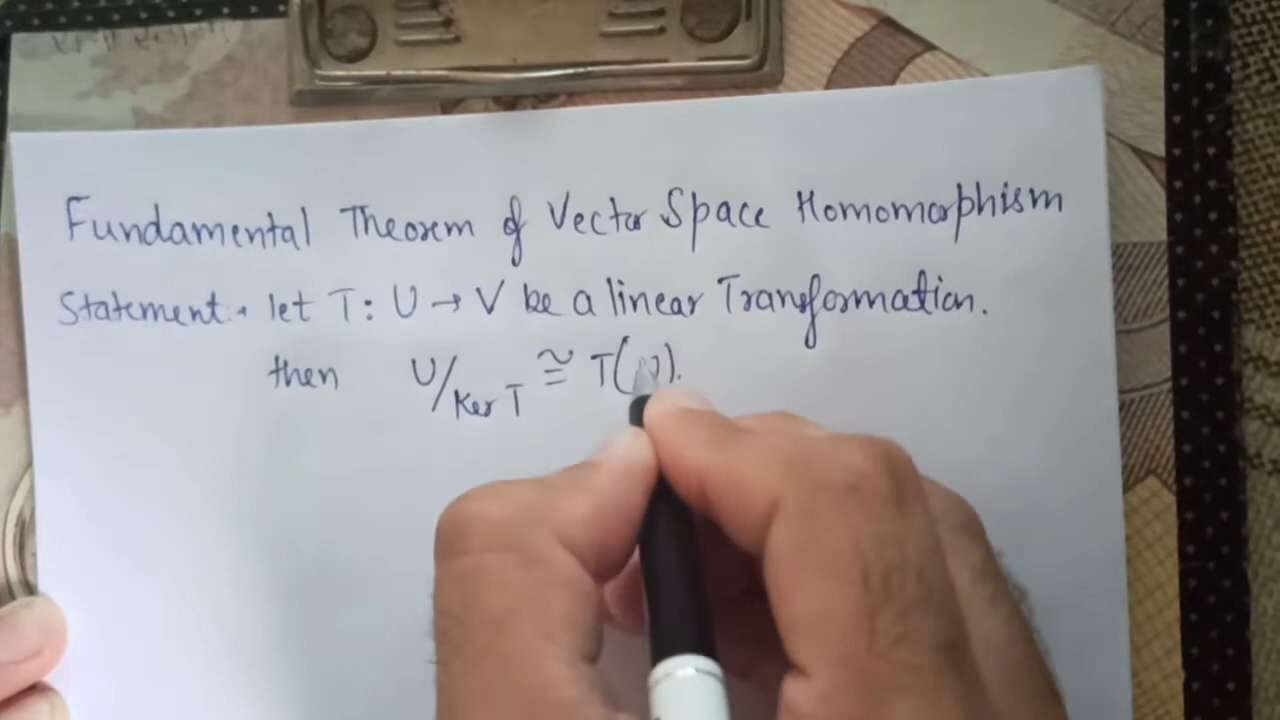 Fundamental Theorem of Vector Space Homomorphism
Statement. let T: U → V be a linear Transformation.
then U/Ker T ≅ T(U).